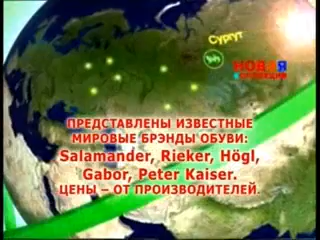 Сургут
НОВАЯ
КОЛЛЕКЦИЯ
ПРЕДСТАВЛЕНЫ ИЗВЕСТНЫЕ
МИРОВЫЕ БРЭНДЫ ОБУВИ:
Salamander, Rieker, Högl,
Gabor, Peter Kaiser.
ЦЕНЫ – ОТ ПРОИЗВОДИТЕЛЕЙ.